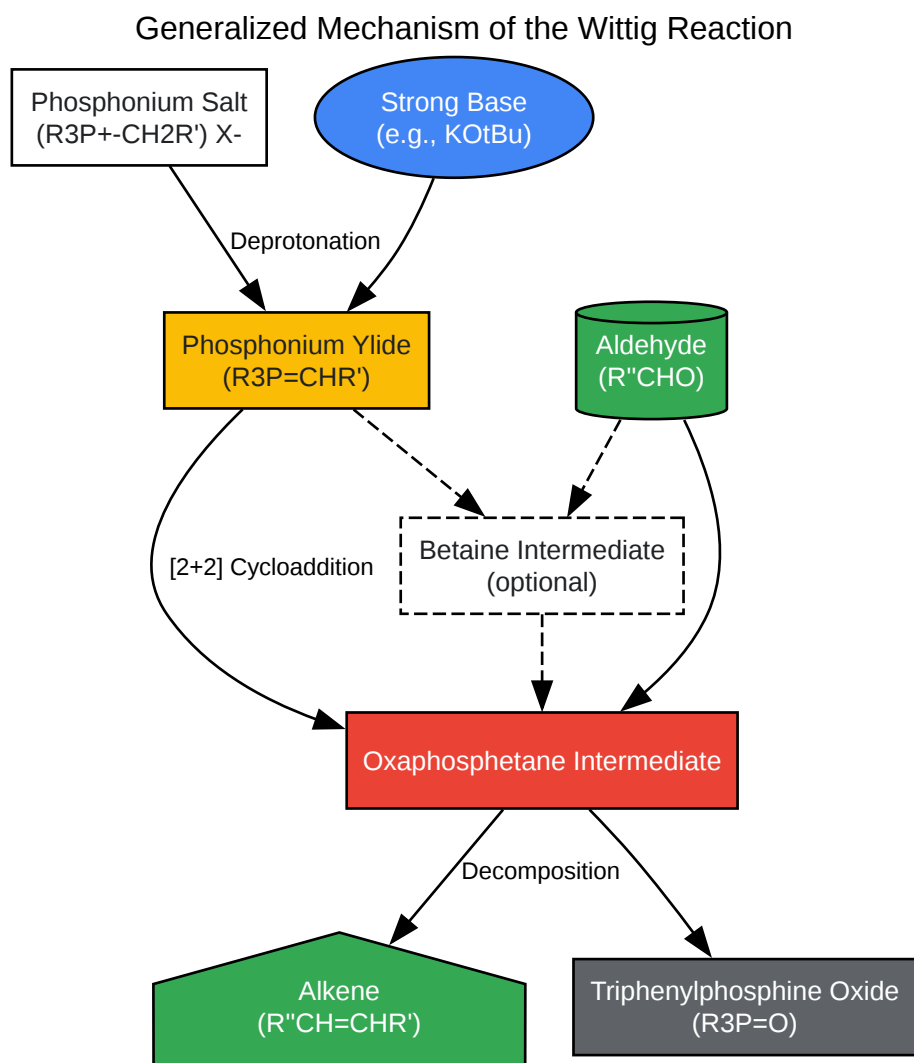 Generalized Mechanism of the Wittig Reaction
Phosphonium Salt
(R3P+-CH2R') X-
Strong Base
(e.g., KOtBu)
Deprotonation
Phosphonium Ylide
(R3P=CHR')
Aldehyde
(R"CHO)
Betaine Intermediate
(optional)
[2+2] Cycloaddition
Oxaphosphetane Intermediate
Decomposition
Alkene
(R"CH=CHR')
Triphenylphosphine Oxide
(R3P=O)